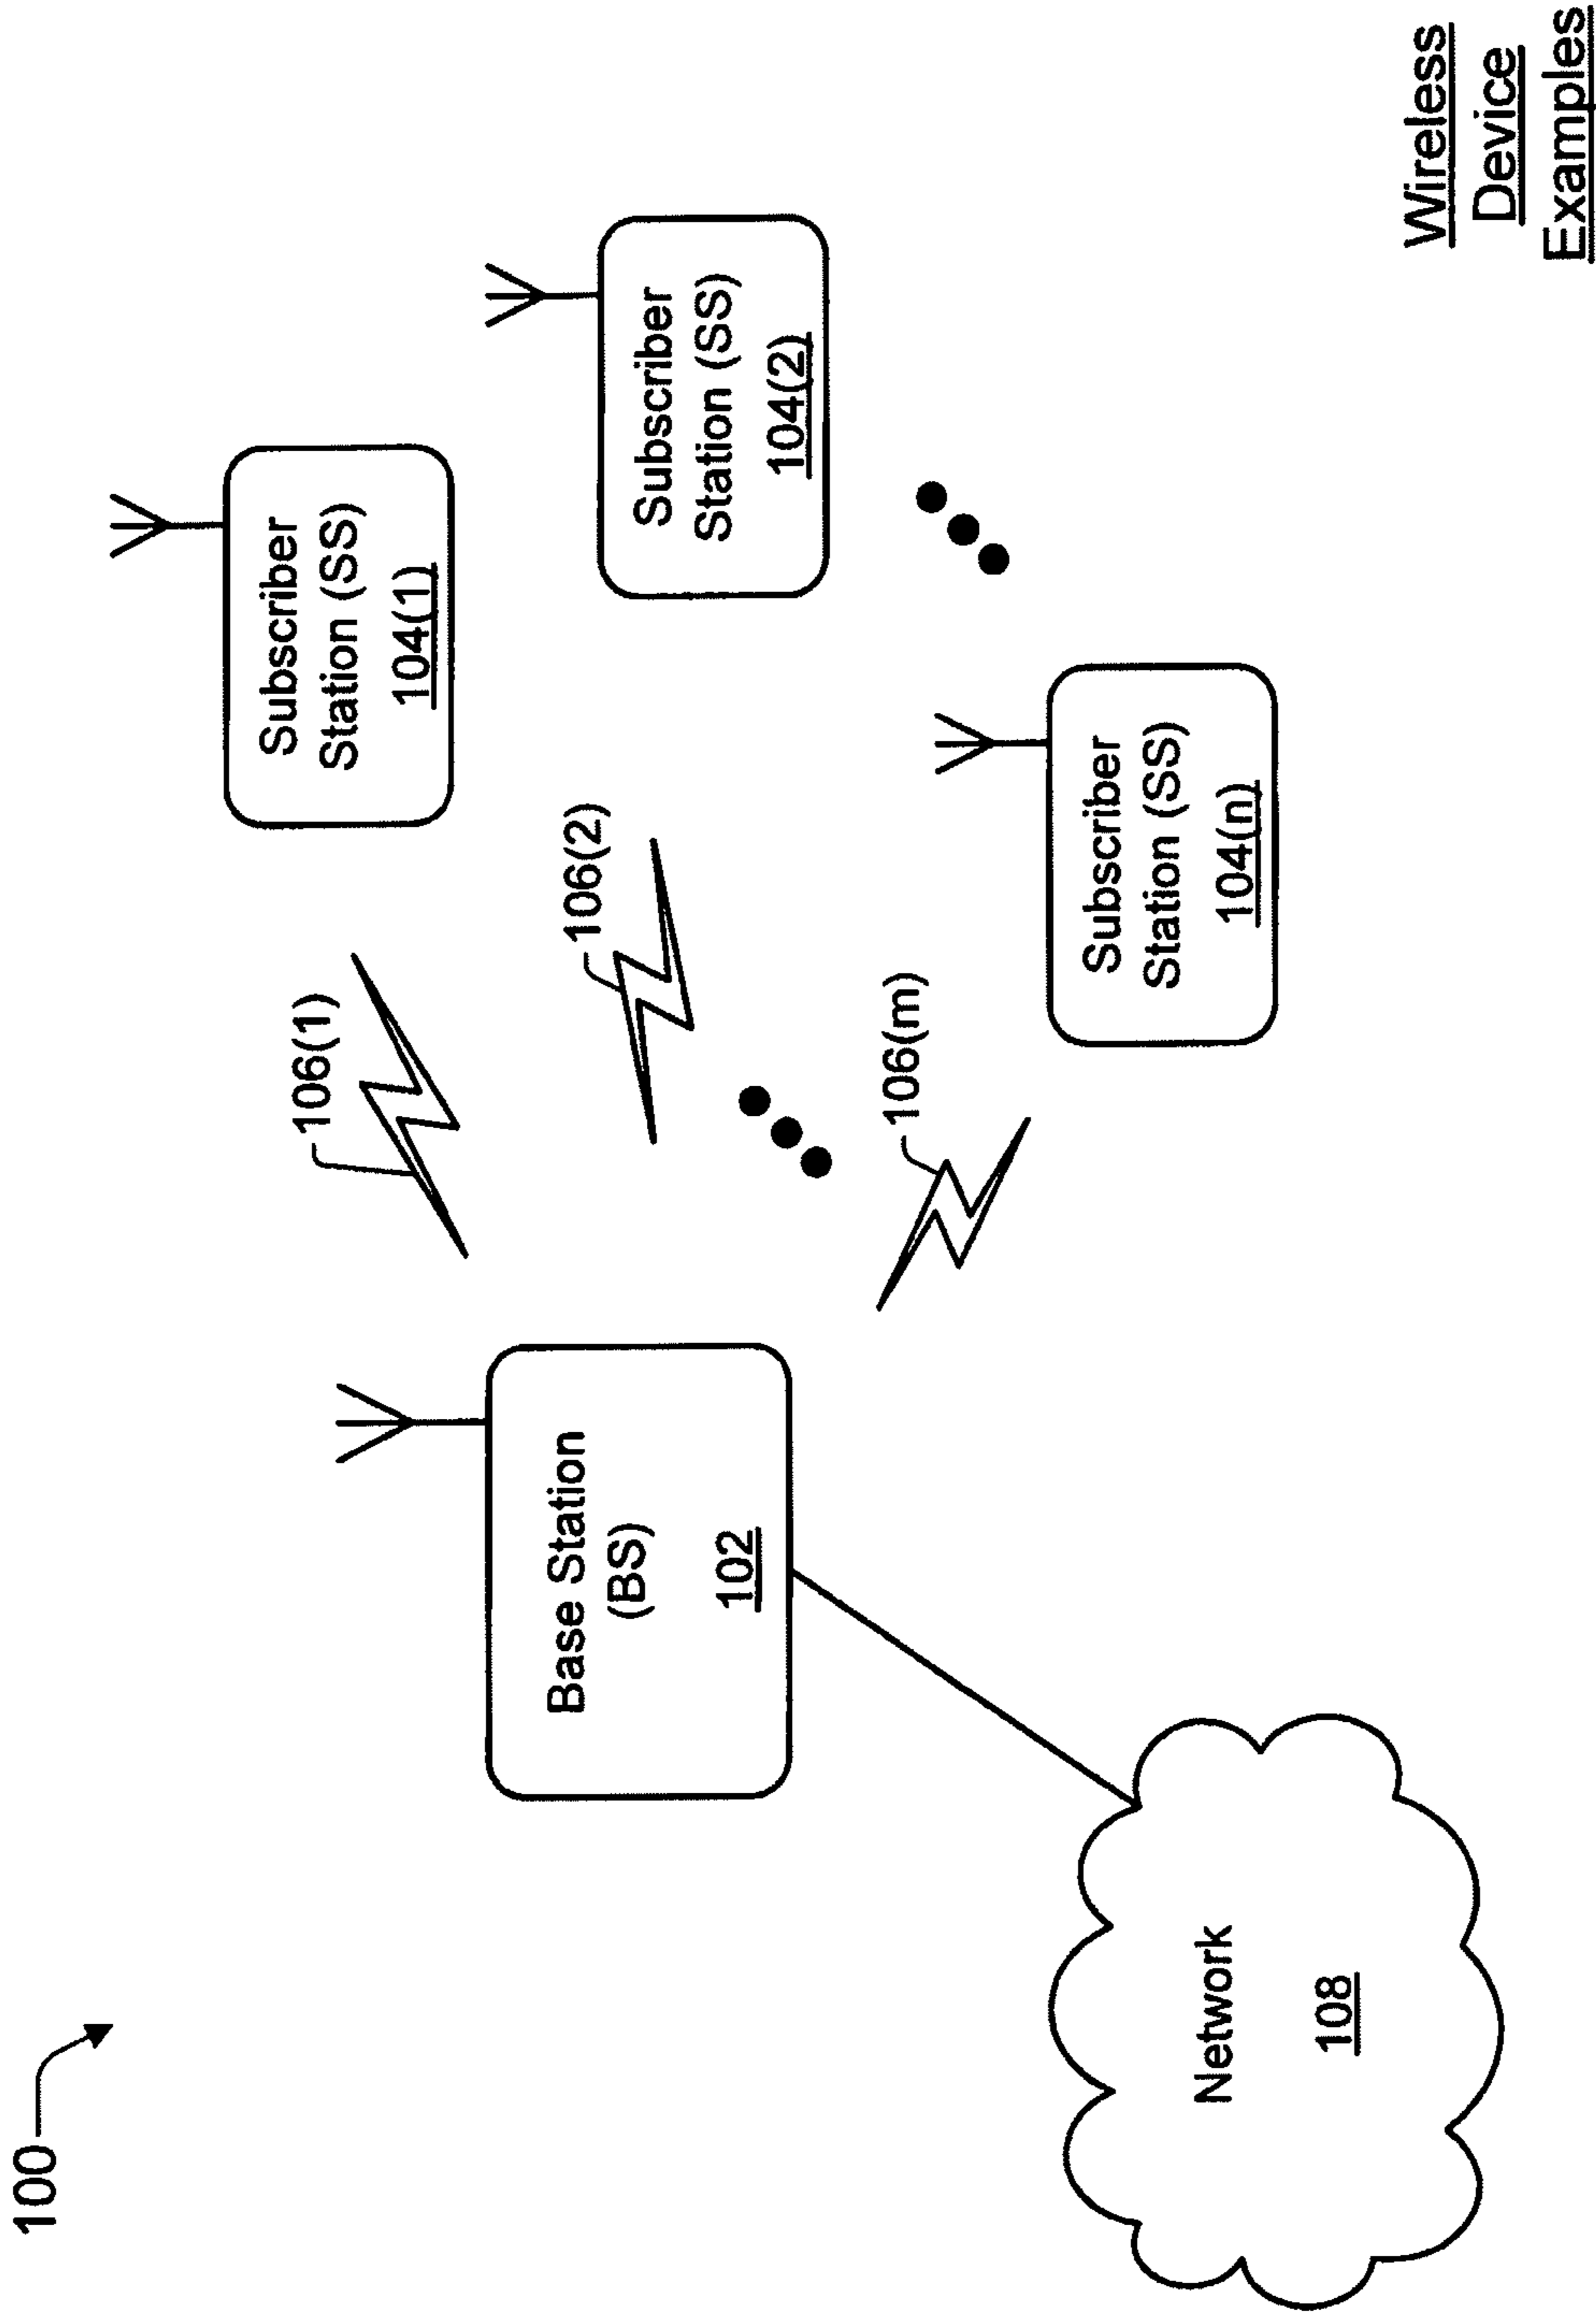 100
Subscriber
Station (SS)
104(1)
106(1)
Subscriber
Station (SS)
104(2)
106(2)
Base Station
(BS)
102
106(m)
Subscriber
Station (SS)
104(n)
Network
108
Wireless
Device
Examples